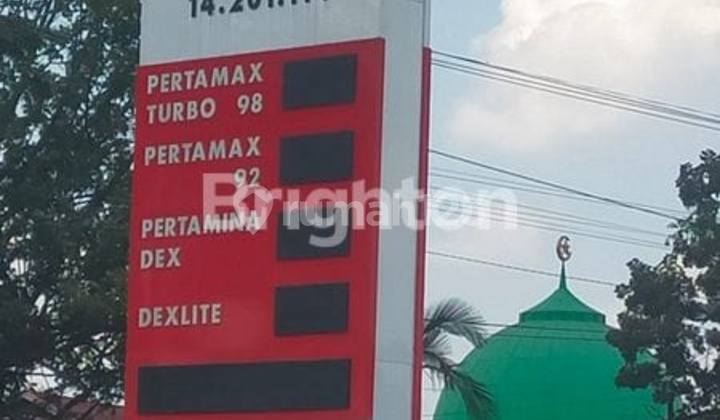 PERTAMAX
TURBO 98
PERTAMAX
92
Brighton
PERTAMINA
DEX
DEXLITE